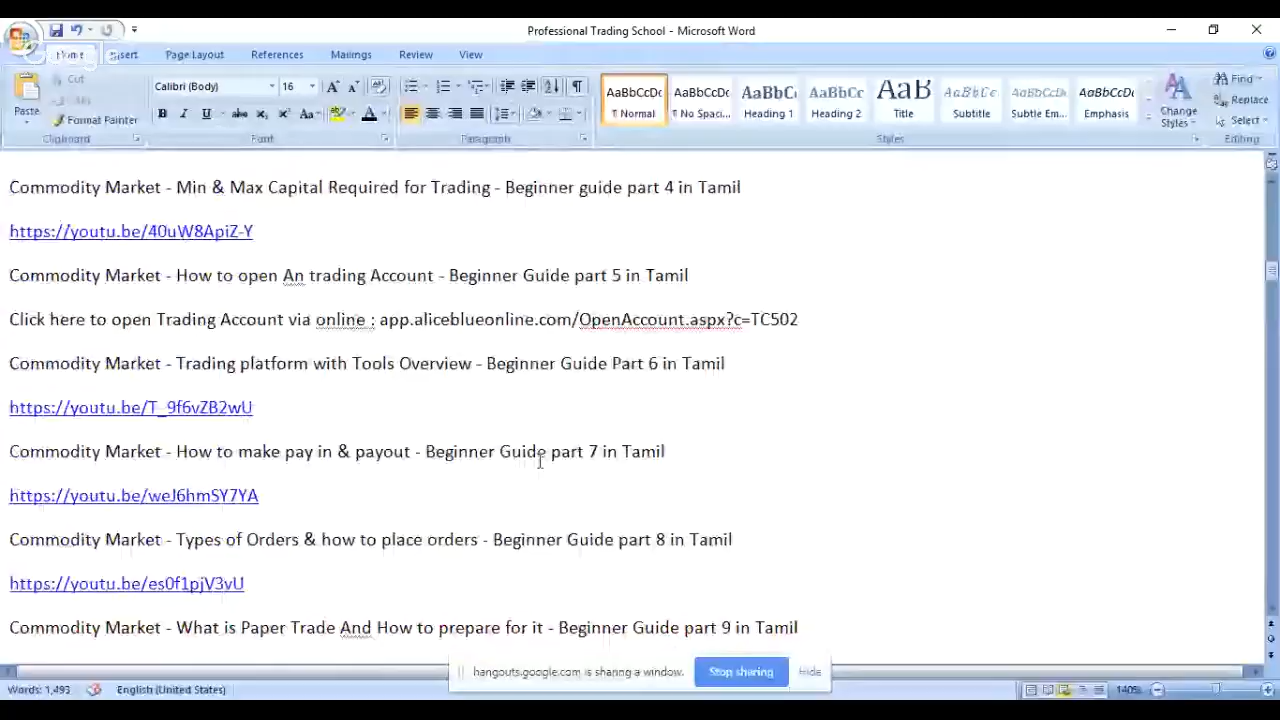 Professional Trading School - Microsoft Word
Home Insert Page Layout References Mailings Review View
Cut
Paste
Format Painter
Clipboard
Calibri (Body) 16
Font
Paragraph
AaBbCcDc AaBbCcDc AaBbC AaBbCc AaB AaBbCc AaBbCcDc AaBbCcDc
¶ Normal ¶ No Spaci... Heading 1 Heading 2 Title Subtitle Subtle Em... Emphasis
Change Styles
Styles
Find
Replace
Select
Editing
Commodity Market - Min & Max Capital Required for Trading - Beginner guide part 4 in Tamil
https://youtu.be/40uW8ApiZ-Y
Commodity Market - How to open An trading Account - Beginner Guide part 5 in Tamil
Click here to open Trading Account via online : app.aliceblueonline.com/OpenAccount.aspx?c=TC502
Commodity Market - Trading platform with Tools Overview - Beginner Guide Part 6 in Tamil
https://youtu.be/T_9f6vZB2wU
Commodity Market - How to make pay in & payout - Beginner Guide part 7 in Tamil
https://youtu.be/weJ6hmSY7YA
Commodity Market - Types of Orders & how to place orders - Beginner Guide part 8 in Tamil
https://youtu.be/es0f1pjV3vU
Commodity Market - What is Paper Trade And How to prepare for it - Beginner Guide part 9 in Tamil
hangouts.google.com is sharing a window. Stop sharing Hide
Words: 1,493 English (United States) 140%